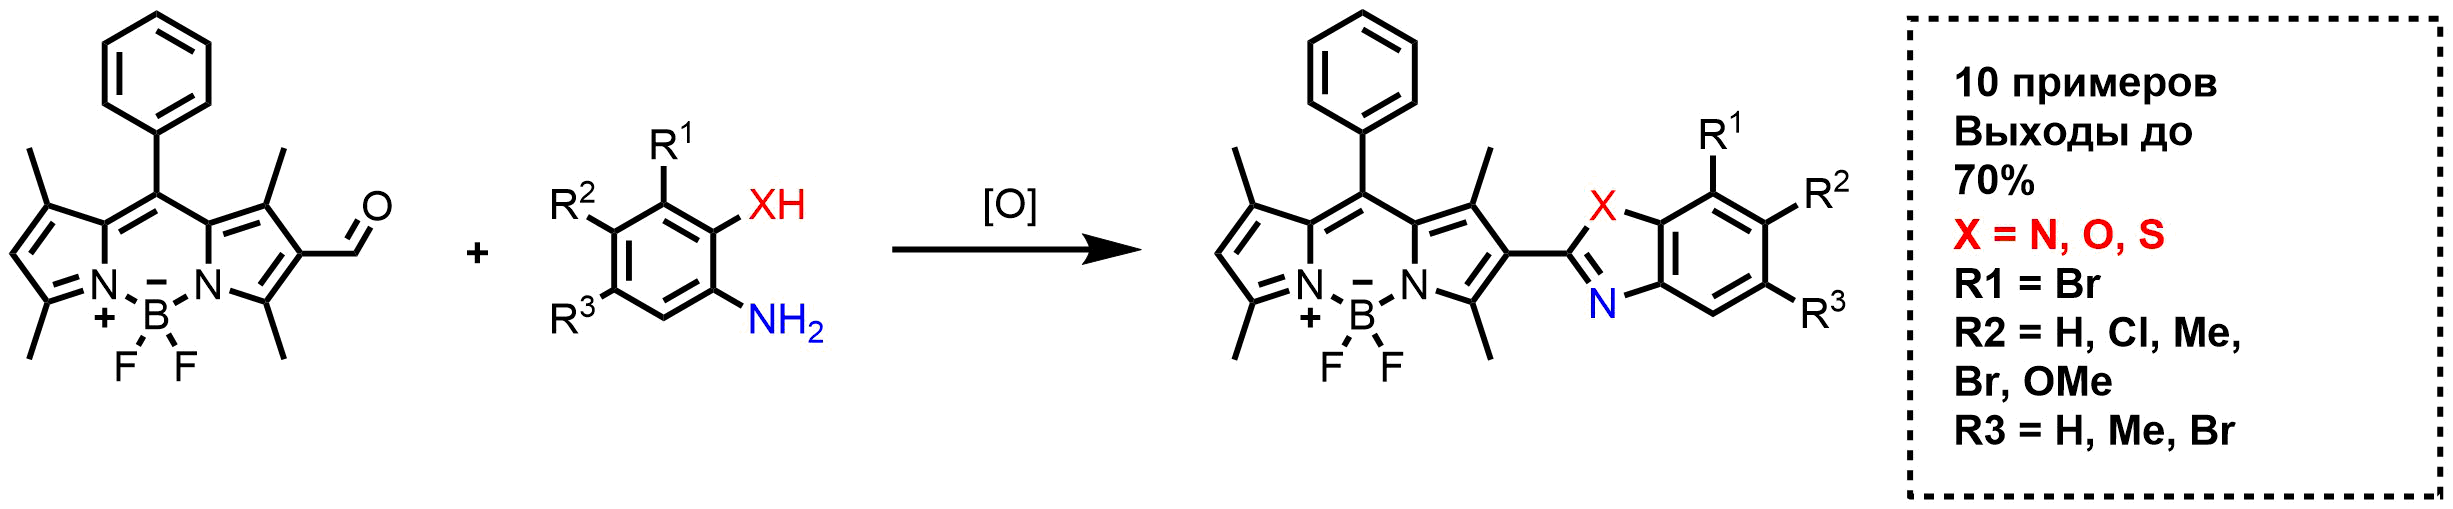 O
N
N
B
−
+
F
F
+
R¹
R²
R³
XH
NH₂
[O]
N
N
B
−
+
F
F
X
N
R¹
R²
R³
10 примеров
Выходы до
70%
X = N, O, S
R1 = Br
R2 = H, Cl, Me,
Br, OMe
R3 = H, Me, Br